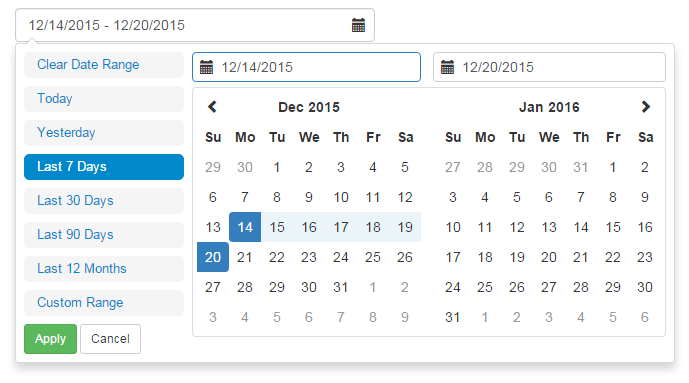 12/14/2015 - 12/20/2015
Clear Date Range
Today
Yesterday
Last 7 Days
Last 30 Days
Last 90 Days
Last 12 Months
Custom Range
Apply Cancel
12/14/2015 12/20/2015
Dec 2015
Su Mo Tu We Th Fr Sa
29 30 1 2 3 4 5
6 7 8 9 10 11 12
13 14 15 16 17 18 19
20 21 22 23 24 25 26
27 28 29 30 31 1 2
3 4 5 6 7 8 9
Jan 2016
Su Mo Tu We Th Fr Sa
27 28 29 30 31 1 2
3 4 5 6 7 8 9
10 11 12 13 14 15 16
17 18 19 20 21 22 23
24 25 26 27 28 29 30
31 1 2 3 4 5 6